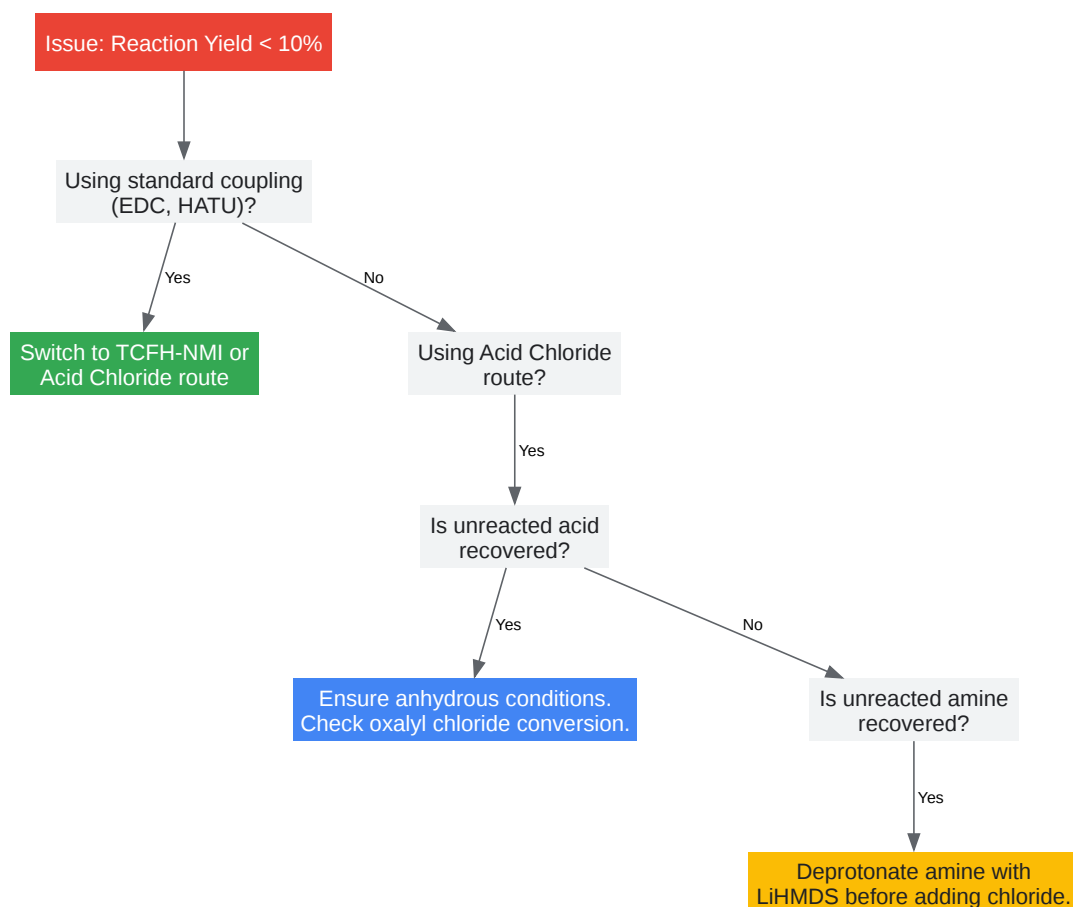 Issue: Reaction Yield < 10%
Using standard coupling
(EDC, HATU)?
Yes
No
Switch to TCFH-NMI or
Acid Chloride route
Using Acid Chloride
route?
Yes
Is unreacted acid
recovered?
Yes
No
Ensure anhydrous conditions.
Check oxalyl chloride conversion.
Is unreacted amine
recovered?
Yes
Deprotonate amine with
LiHMDS before adding chloride.